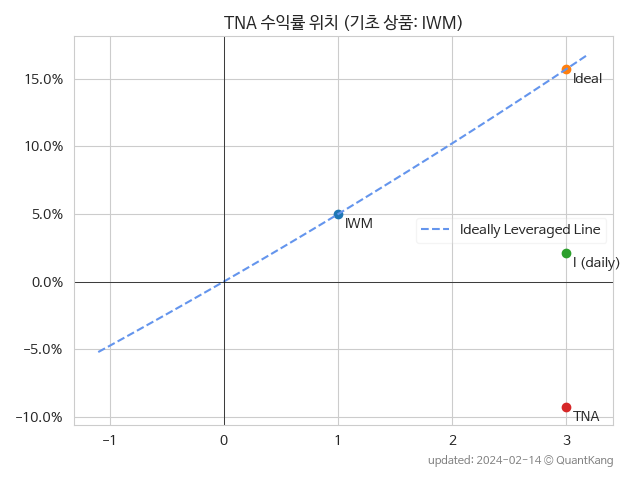 TNA 수익률 위치 (기초 상품: IWM)
15.0%
10.0%
5.0%
0.0%
−5.0%
−10.0%
Ideal
IWM
Ideally Leveraged Line
I (daily)
TNA
−1
0
1
2
3
updated: 2024-02-14 © QuantKang